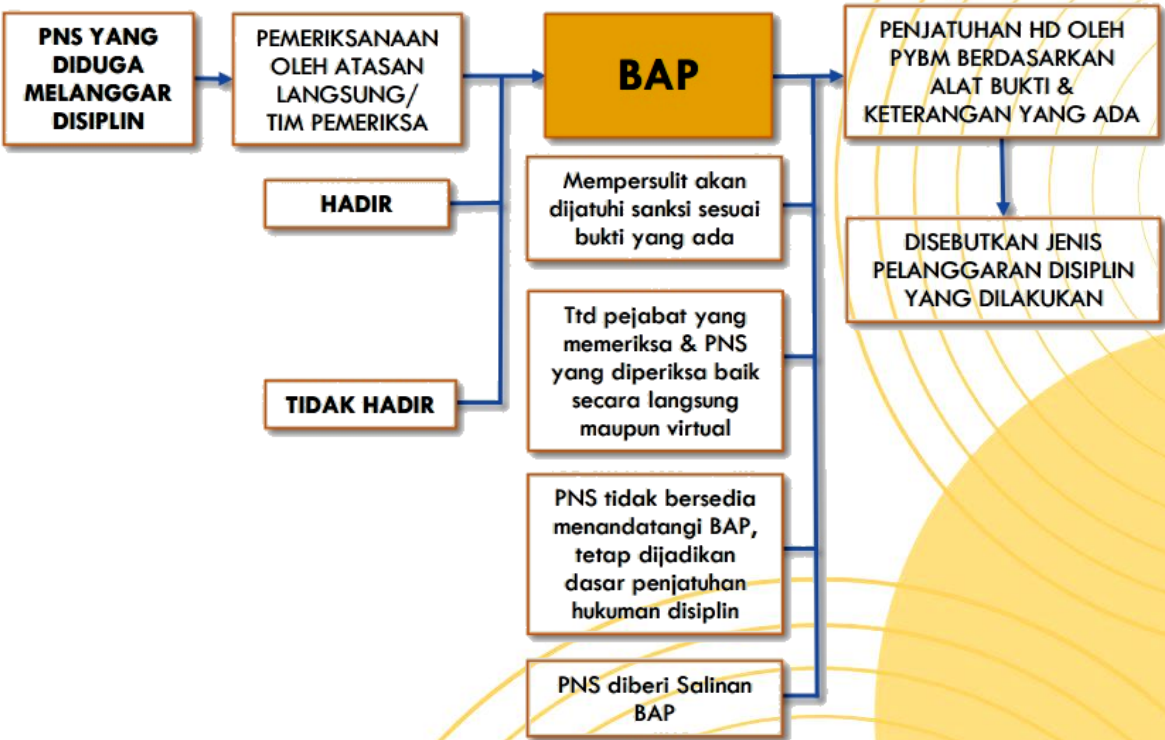 PNS YANG
DIDUGA
MELANGGAR
DISIPLIN
PEMERIKSANAAN
OLEH ATASAN
LANGSUNG/
TIM PEMERIKSA
HADIR
TIDAK HADIR
BAP
Mempersulit akan
dijatuhi sanksi sesuai
bukti yang ada
Ttd pejabat yang
memeriksa & PNS
yang diperiksa baik
secara langsung
maupun virtual
PNS tidak bersedia
menandatangi BAP,
tetap dijadikan
dasar penjatuhan
hukuman disiplin
PNS diberi Salinan
BAP
PENJATUHAN HD OLEH
PYBM BERDASARKAN
ALAT BUKTI &
KETERANGAN YANG ADA
DISEBUTKAN JENIS
PELANGGARAN DISIPLIN
YANG DILAKUKAN